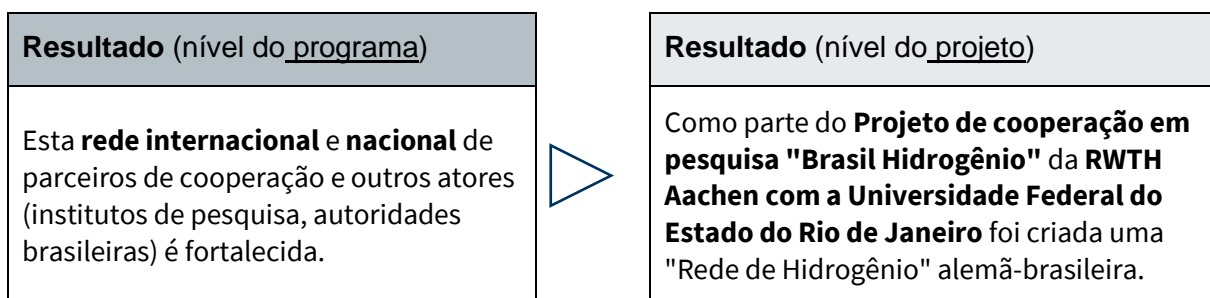 Resultado (nível do programa)
Esta rede internacional e nacional de
parceiros de cooperação e outros atores
(institutos de pesquisa, autoridades
brasileiras) é fortalecida.
Resultado (nível do projeto)
Como parte do Projeto de cooperação em
pesquisa "Brasil Hidrogênio" da RWTH
Aachen com a Universidade Federal do
Estado do Rio de Janeiro foi criada uma
"Rede de Hidrogênio" alemã-brasileira.